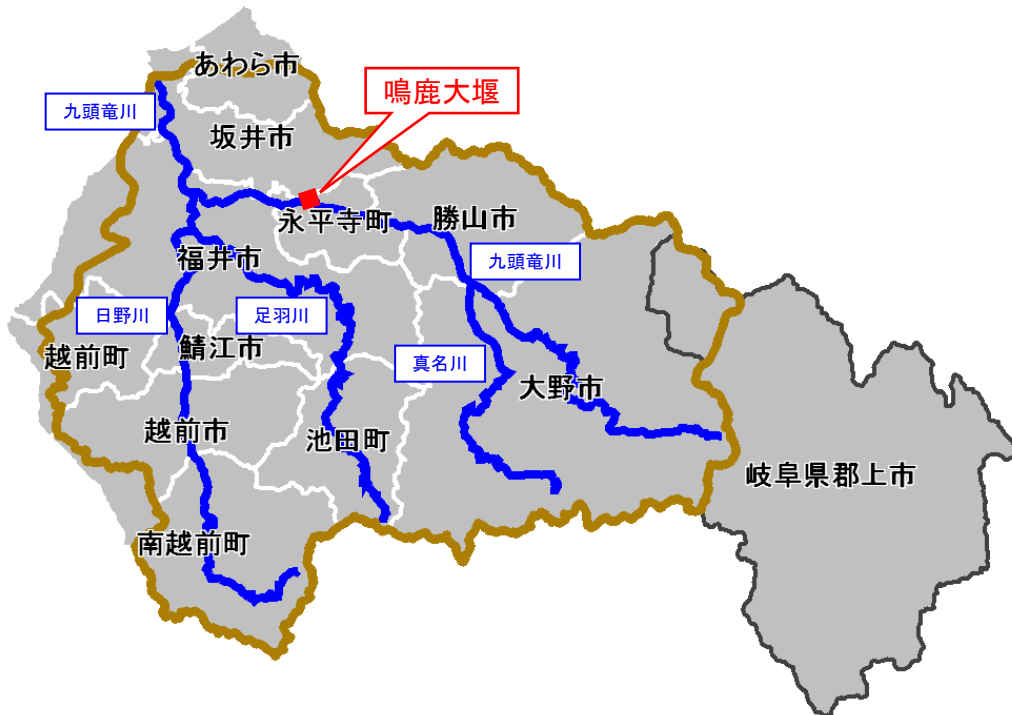 あわら市
鳴鹿大堰
九頭竜川
坂井市
永平寺町
勝山市
福井市
九頭竜川
日野川
足羽川
越前町
鯖江市
真名川
大野市
越前市
池田町
岐阜県郡上市
南越前町